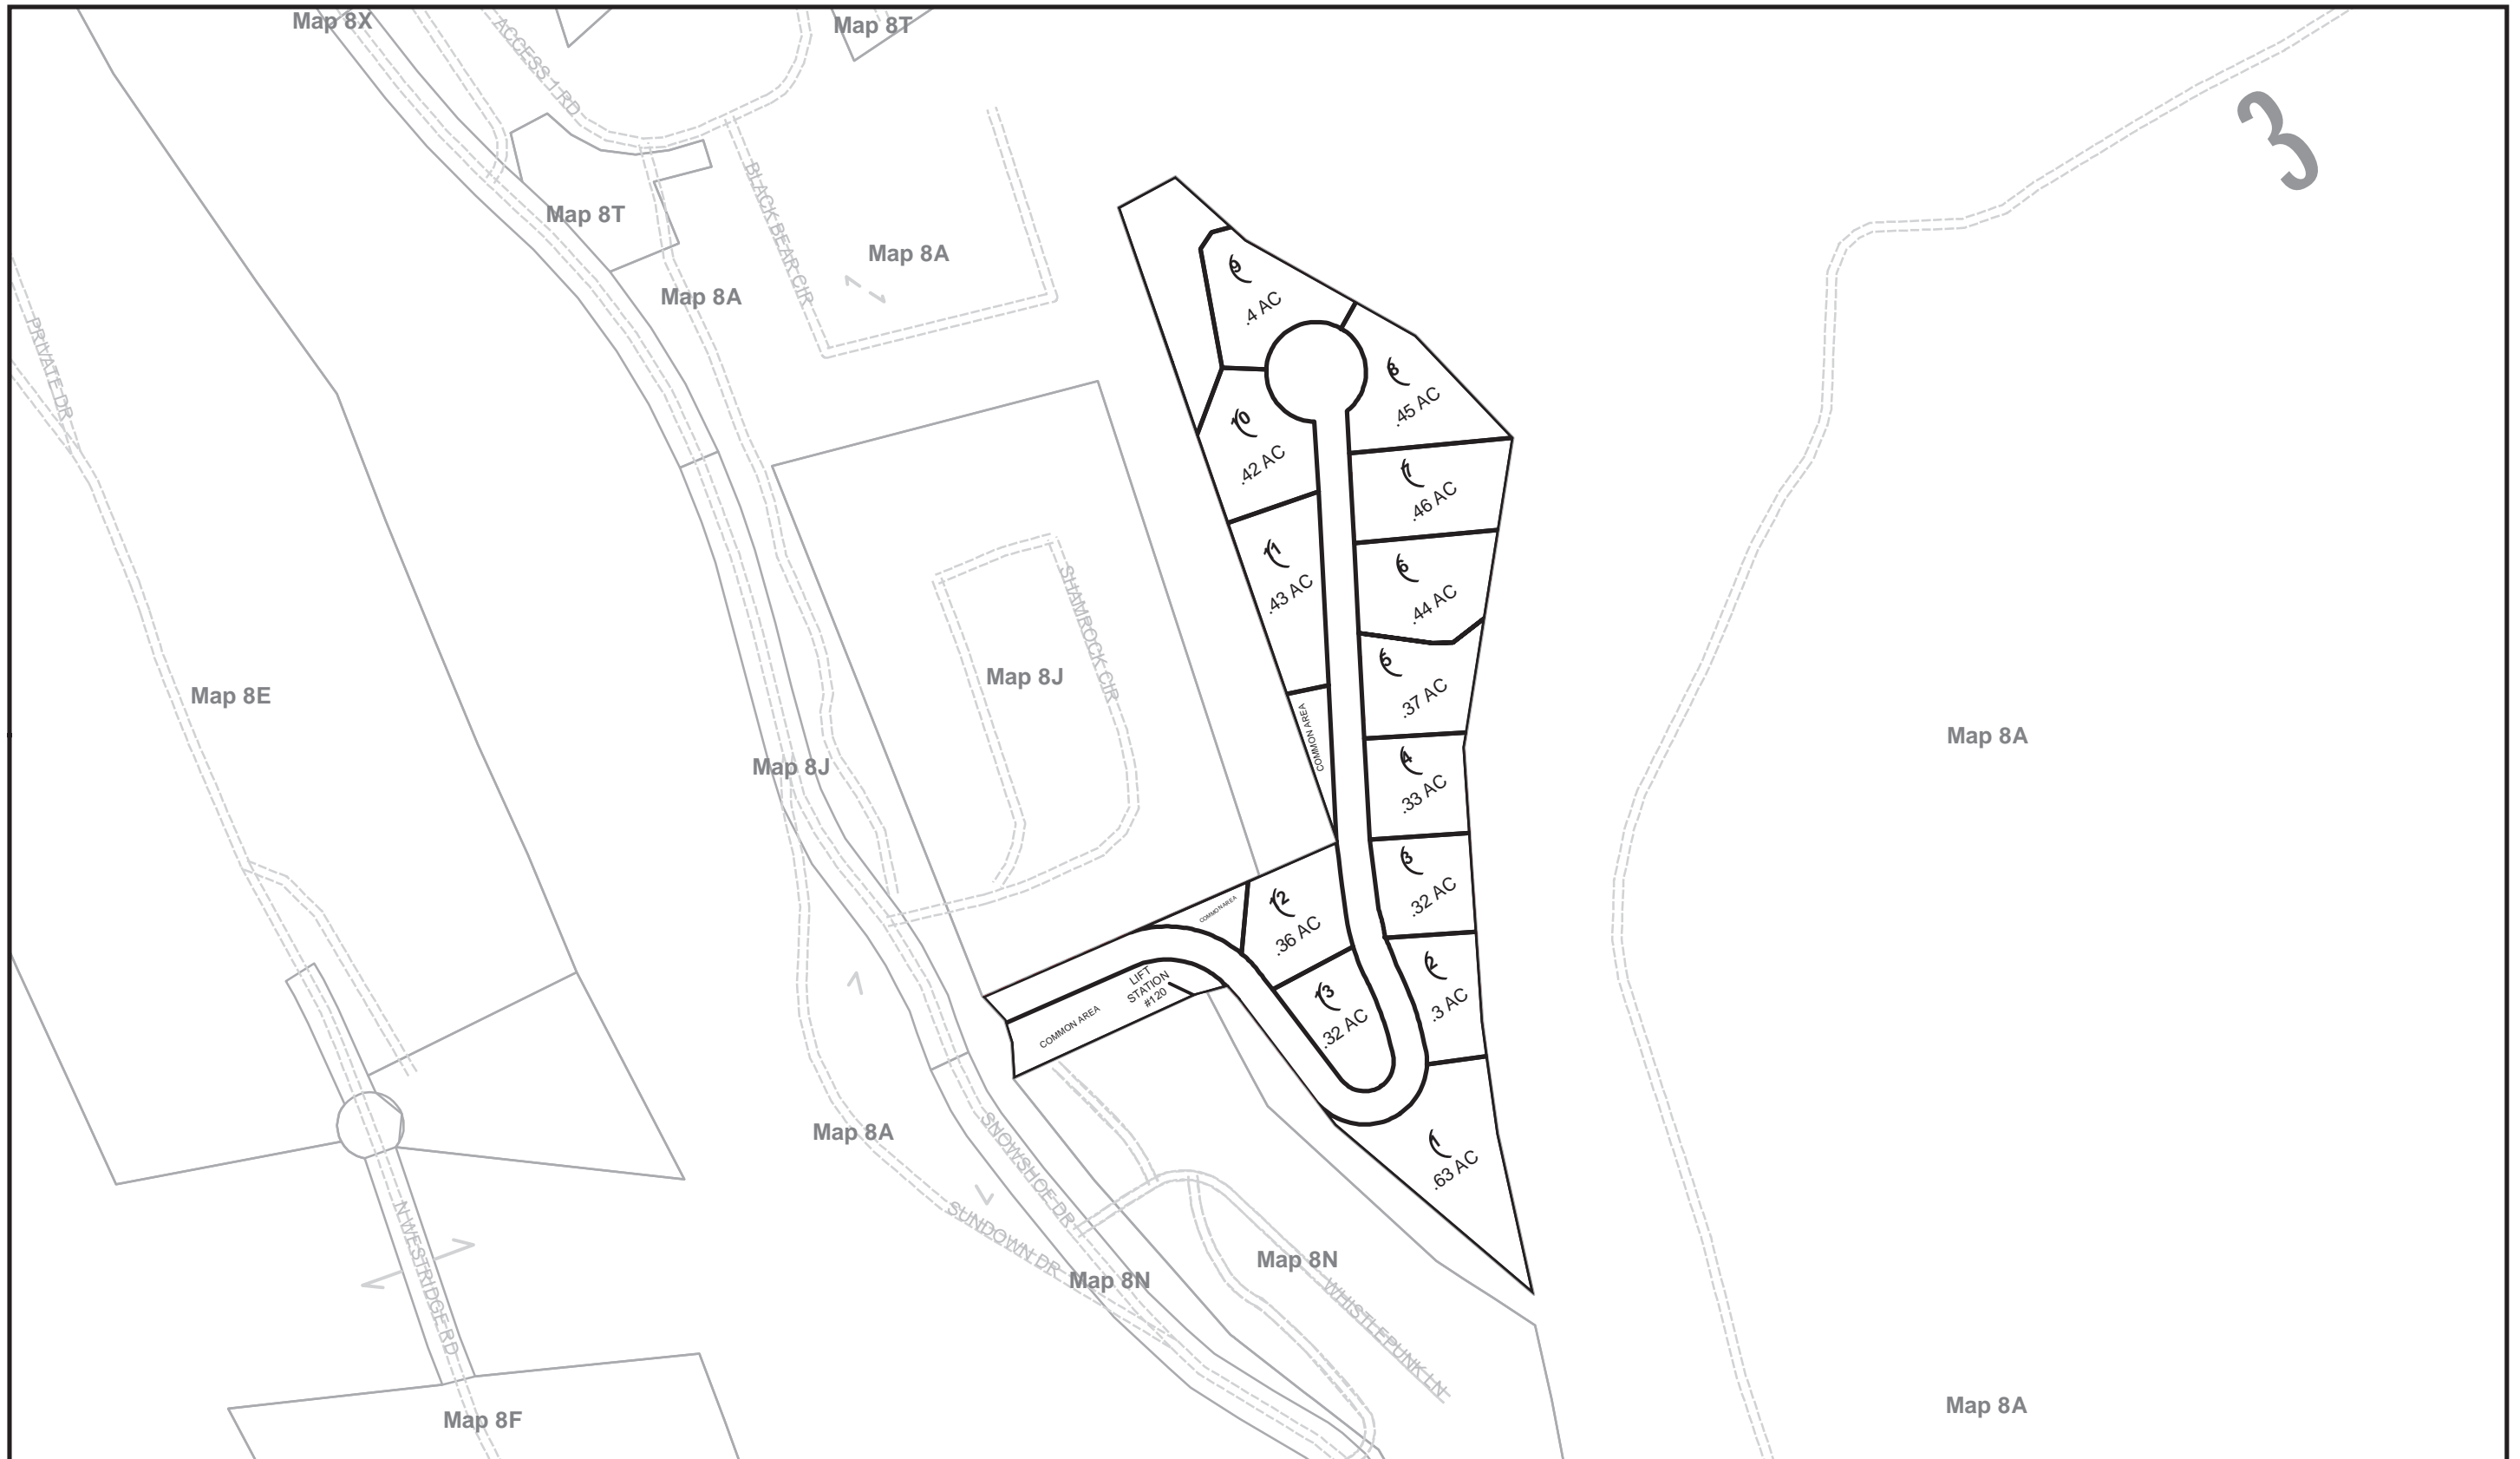 Map 8X
Map 8T
ACCESS 1 RD
3
Map 8T
BLACK BEAR CIR
Map 8A
Map 8A
PRIVATE DR
9
.4 AC
8
.45 AC
10
.42 AC
7
.46 AC
11
.43 AC
6
.44 AC
SHAMROCK CIR
Map 8J
5
.37 AC
Map 8E
COMMON AREA
Map 8A
Map 8J
4
.33 AC
3
.32 AC
COMMON AREA
12
.36 AC
2
.3 AC
LIFT
STATION
#120
13
.32 AC
COMMON AREA
Map 8A
SNOWSHOE DR
1
.63 AC
SUNDOWN DR
N WESTRIDGE RD
Map 8N
Map 8N
WHISTLEPUNK LN
Map 8F
Map 8A